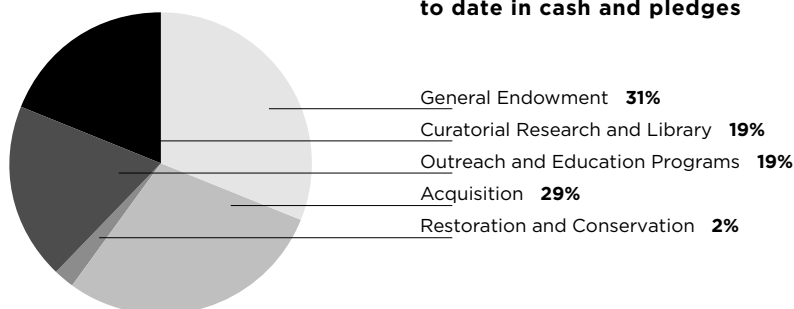 to date in cash and pledges
General Endowment 31%
Curatorial Research and Library 19%
Outreach and Education Programs 19%
Acquisition 29%
Restoration and Conservation 2%